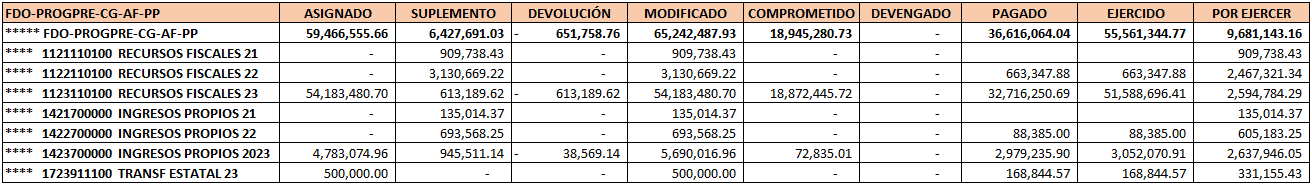 FDO-PROGPRE-CG-AF-PP ASIGNADO SUPLEMENTO DEVOLUCIÓN MODIFICADO COMPROMETIDO DEVENGADO PAGADO EJERCIDO POR EJERCER
***** FDO-PROGPRE-CG-AF-PP 59,466,555.66 6,427,691.03 - 651,758.76 65,242,487.93 18,945,280.73 - 36,616,064.04 55,561,344.77 9,681,143.16
**** 1121110100 RECURSOS FISCALES 21 - 909,738.43 - 909,738.43 - - - - 909,738.43
**** 1122110100 RECURSOS FISCALES 22 - 3,130,669.22 - 3,130,669.22 - - 663,347.88 663,347.88 2,467,321.34
**** 1123110100 RECURSOS FISCALES 23 54,183,480.70 613,189.62 - 613,189.62 54,183,480.70 18,872,445.72 - 32,716,250.69 51,588,696.41 2,594,784.29
**** 1421700000 INGRESOS PROPIOS 21 - 135,014.37 - 135,014.37 - - - - 135,014.37
**** 1422700000 INGRESOS PROPIOS 22 - 693,568.25 - 693,568.25 - - 88,385.00 88,385.00 605,183.25
**** 1423700000 INGRESOS PROPIOS 2023 4,783,074.96 945,511.14 - 38,569.14 5,690,016.96 72,835.01 - 2,979,235.90 3,052,070.91 2,637,946.05
**** 1723911100 TRANSF ESTATAL 23 500,000.00 - - 500,000.00 - - 168,844.57 168,844.57 331,155.43